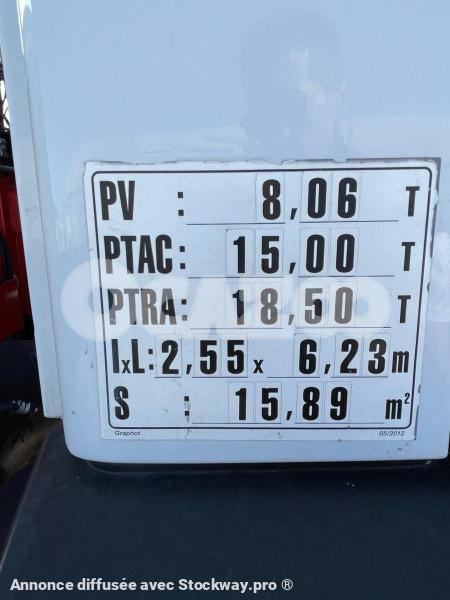 PV : 8,06 T
PTAC: 15,00 T
PTRA: 18,50 T
IxL: 2,55 x 6,23 m
S : 15,89 m²
Graphot 05/2012
Annonce diffusée avec Stockway.pro ®